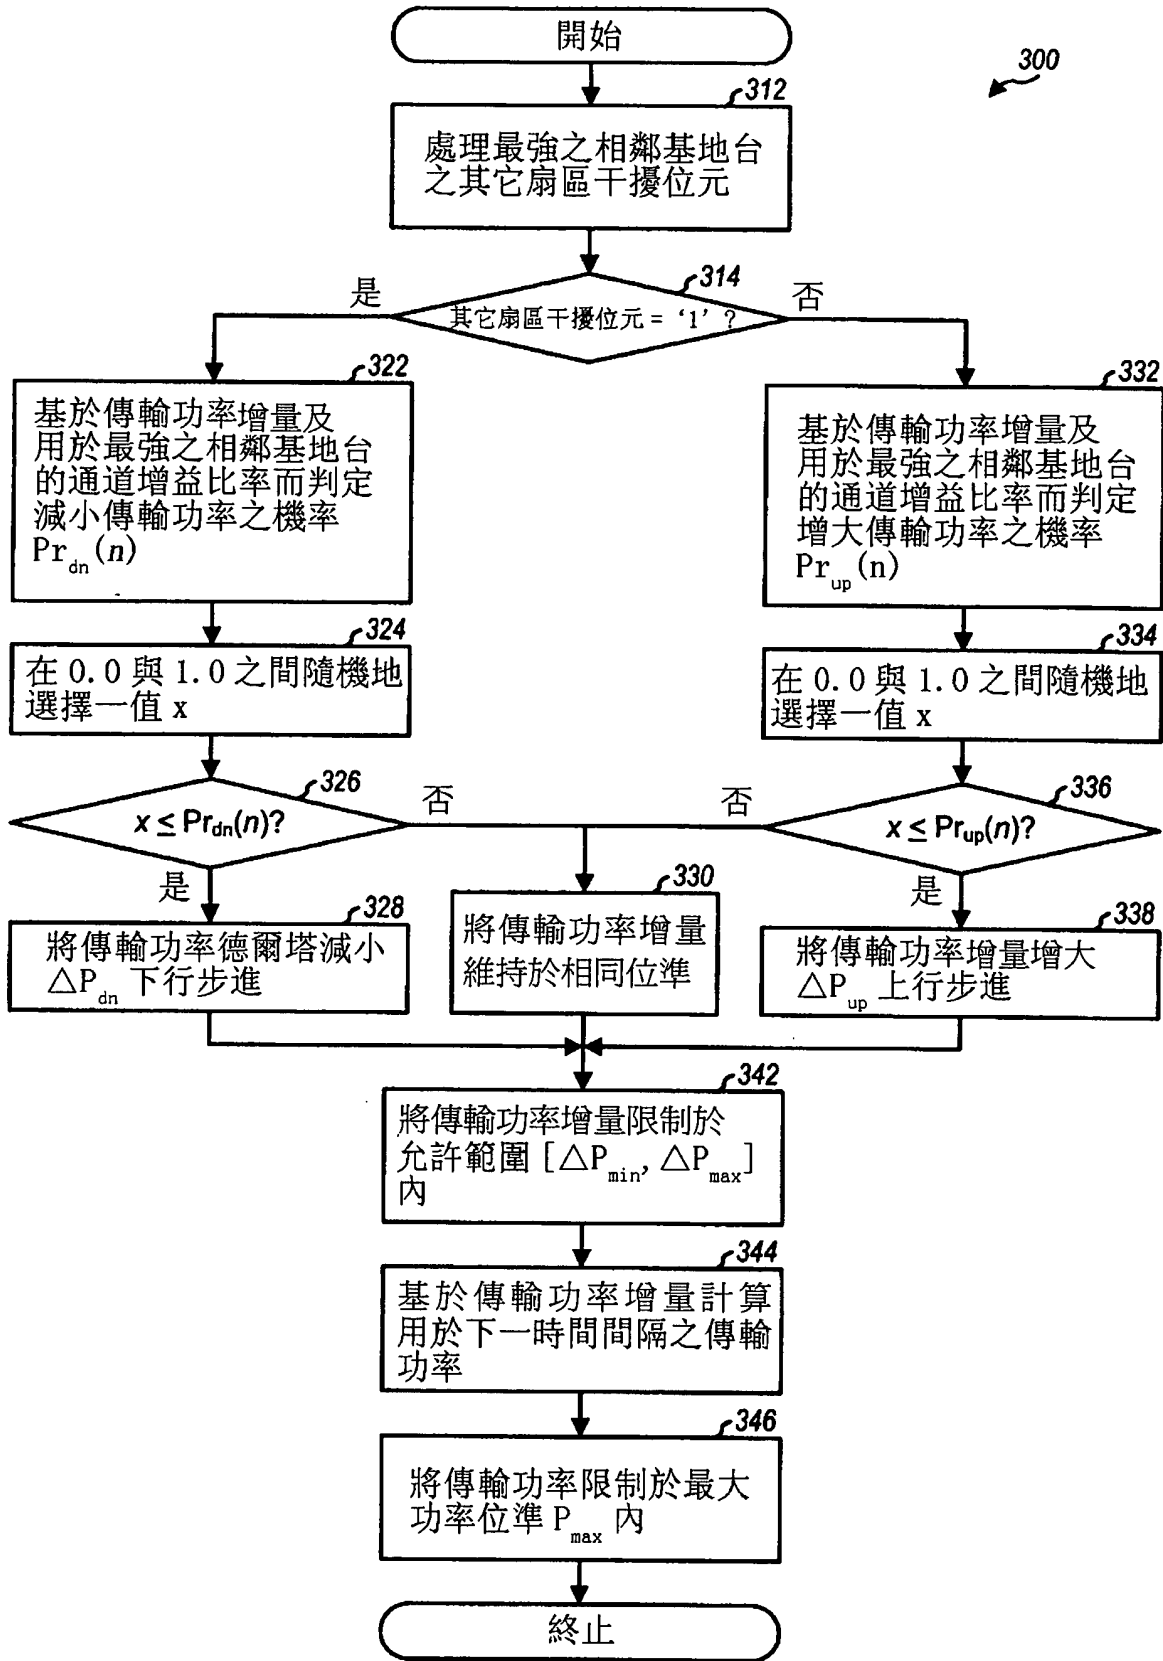 開始
300
312
處理最強之相鄰基地台
之其它扇區干擾位元
314
是
否
其它扇區干擾位元 = ‘1’ ?
322
基於傳輸功率增量及
用於最強之相鄰基地台
的通道增益比率而判定
減小傳輸功率之機率
Pr_dn(n)
332
基於傳輸功率增量及
用於最強之相鄰基地台
的通道增益比率而判定
增大傳輸功率之機率
Pr_up(n)
324
在 0.0 與 1.0 之間隨機地
選擇一值 x
334
在 0.0 與 1.0 之間隨機地
選擇一值 x
326
x ≤ Pr_dn(n)?
否
否
336
x ≤ Pr_up(n)?
是
是
328
將傳輸功率德爾塔減小
△P_dn 下行步進
330
將傳輸功率增量
維持於相同位準
338
將傳輸功率增量增大
△P_up 上行步進
342
將傳輸功率增量限制於
允許範圍 [△P_min, △P_max]
內
344
基於傳輸功率增量計算
用於下一時間間隔之傳輸
功率
346
將傳輸功率限制於最大
功率位準 P_max 內
終止